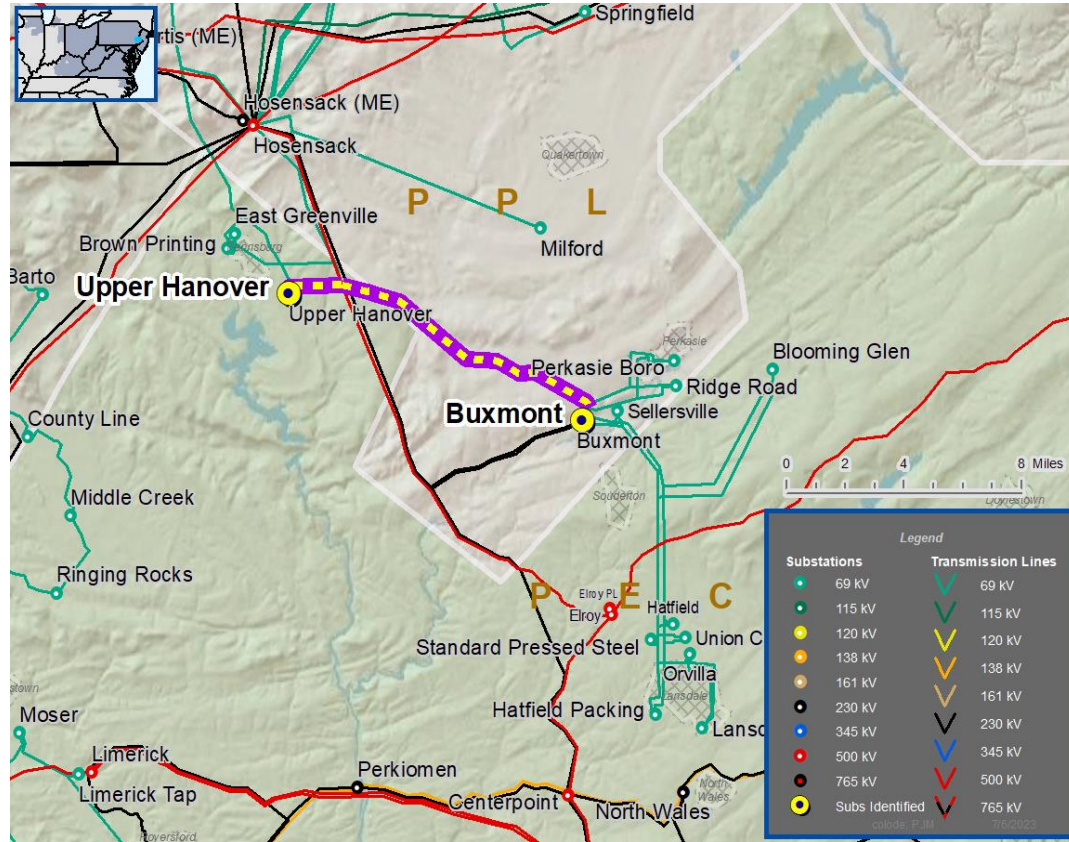 Springfield
rtis (ME)
Hosensack (ME)
Hosensack
Quakertown
P P L
East Greenville
Brown Printing
Milford
Barto
Upper Hanover
Upper Hanover
Perkasie
Perkasie Boro
Blooming Glen
Ridge Road
Buxmont
Sellersville
Buxmont
County Line
0 2 4 8 Miles
Souderton
Doylestown
Middle Creek
Ringing Rocks
P E C
Elroy PL
Elroy
Hatfield
Standard Pressed Steel
Union C
Orvilla
Lansdale
Hatfield Packing
Lansd
stown
Moser
Limerick
Limerick Tap
Perkiomen
Centerpoint
North Wales
North
Wales
Legend
Substations Transmission Lines
69 kV 69 kV
115 kV 115 kV
120 kV 120 kV
138 kV 138 kV
161 kV 161 kV
230 kV 230 kV
345 kV 345 kV
500 kV 500 kV
765 kV 765 kV
Subs Identified
7/6/2023